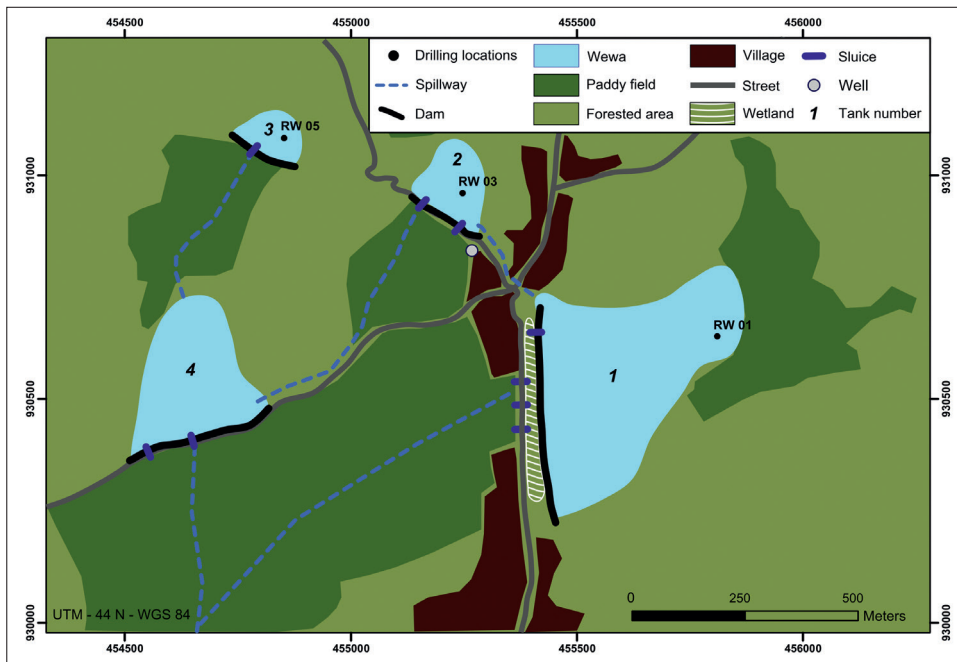 454500 455000 455500 456000
Drilling locations Wewa Village Sluice
Spillway Paddy field Street Well
Dam Forested area Wetland 1 Tank number
931000 931000
930500 930500
930000 930000
3 RW 05
2
RW 03
RW 01
4 1
UTM - 44 N - WGS 84
0 250 500
Meters
454500 455000 455500 456000